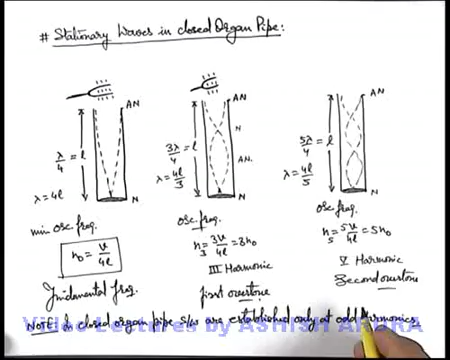 # Stationary Waves in closed Organ Pipe:
AN
λ/4 = l
λ = 4l
N
min osc freq.
n₀ = v/4l
Fundamental freq.
AN
N
AN.
3λ/4 = l
λ = 4l/3
N
osc. freq.
n₃ = 3v/4l = 3n₀
III Harmonic
first overtone
AN
5λ/4 = l
λ = 4l/5
N
osc freq.
n₅ = 5v/4l = 5n₀
V Harmonic
Second overtone
NOTE: In closed organ pipe S/w are established only at odd Harmonics
Video Lectures by ASHISH ARORA